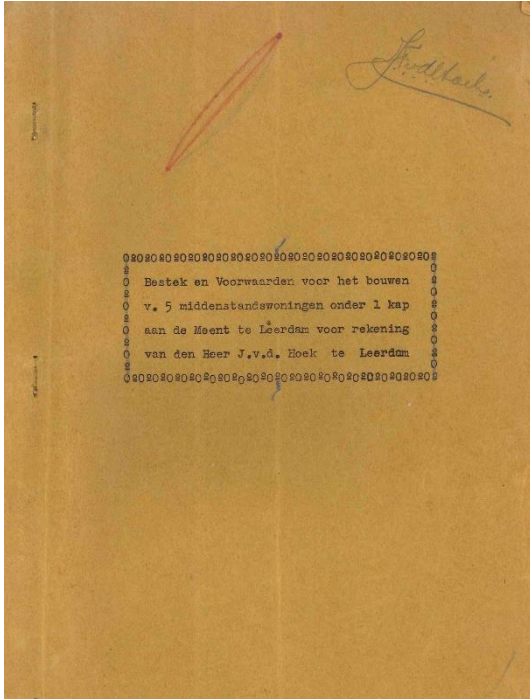 Bestek en Voorwaarden voor het bouwen
v. 5 middenstandswoningen onder 1 kap
aan de Meent te Leerdam voor rekening
van den Heer J.v.d. Hoek te Leerdam